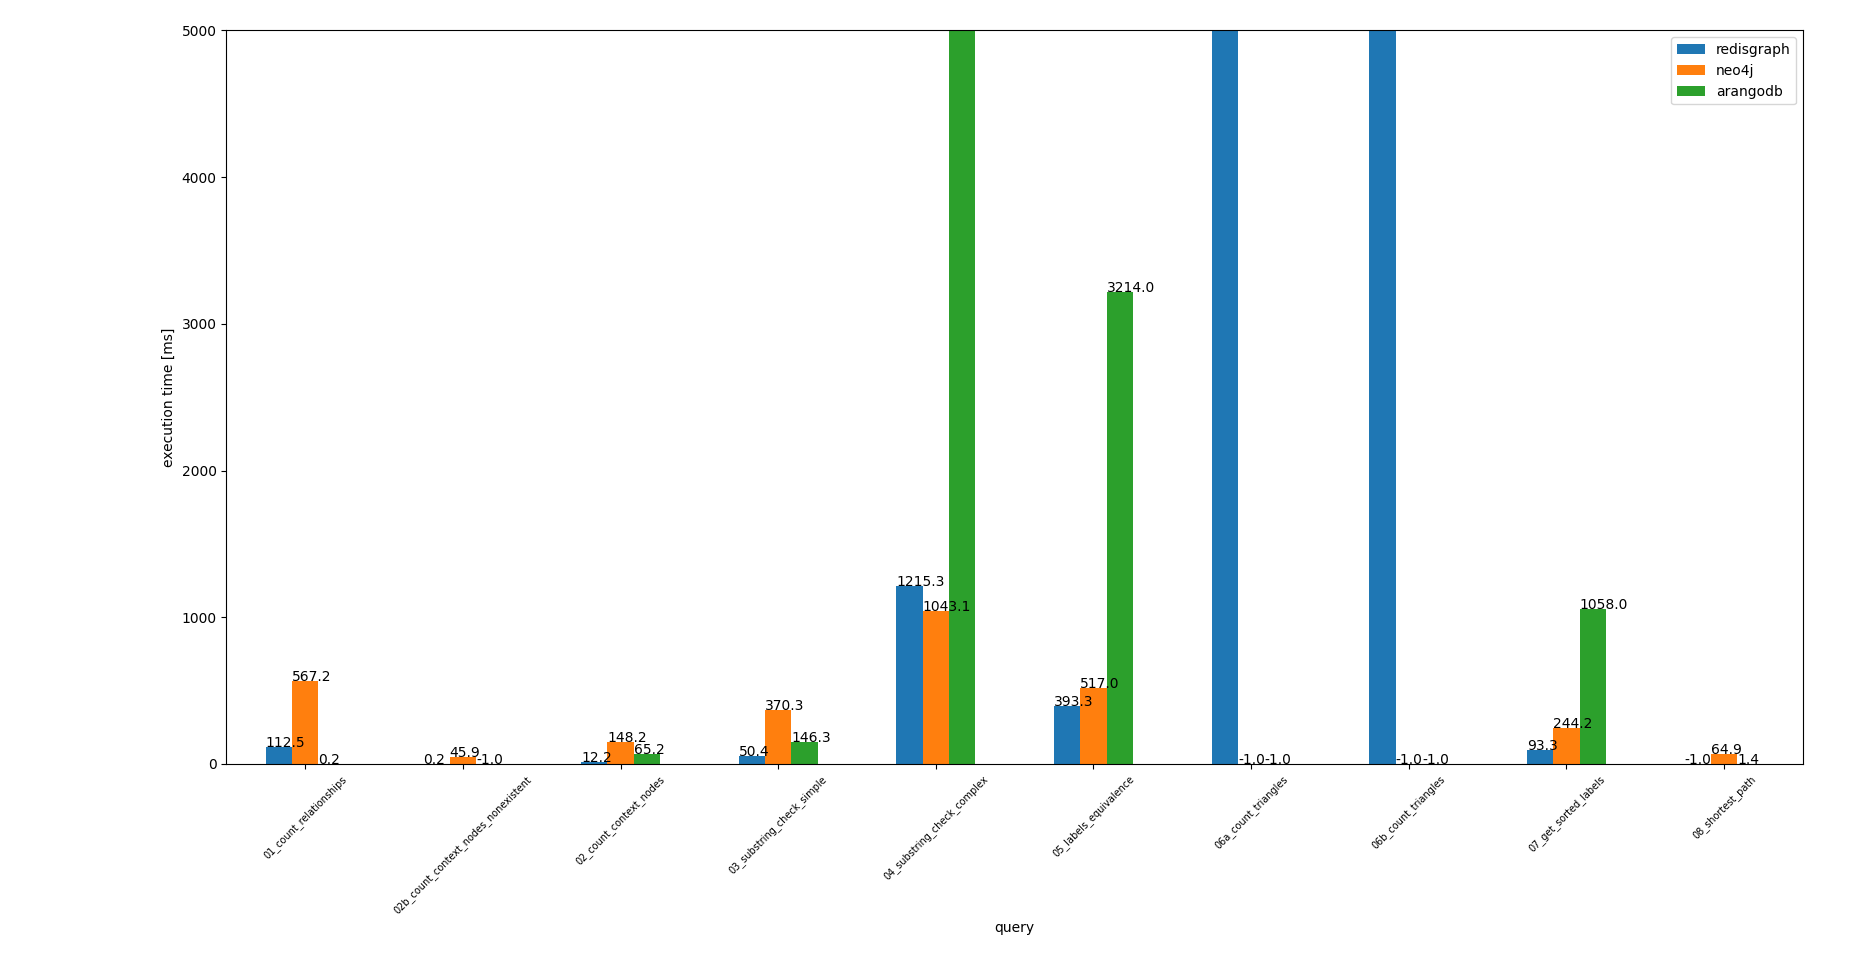 5000
4000
3000
2000
1000
0
execution time [ms]
redisgraph
neo4j
arangodb
112.5
567.2
0.2
0.2
45.9
-1.0
12.2
148.2
65.2
50.4
370.3
146.3
1215.3
1043.1
393.3
517.0
3214.0
-1.0
-1.0
-1.0
-1.0
93.3
244.2
1058.0
-1.0
64.9
1.4
01_count_relationships
02b_count_context_nodes_nonexistent
02_count_context_nodes
03_substring_check_simple
04_substring_check_complex
05_labels_equivalence
06a_count_triangles
06b_count_triangles
07_get_sorted_labels
08_shortest_path
query